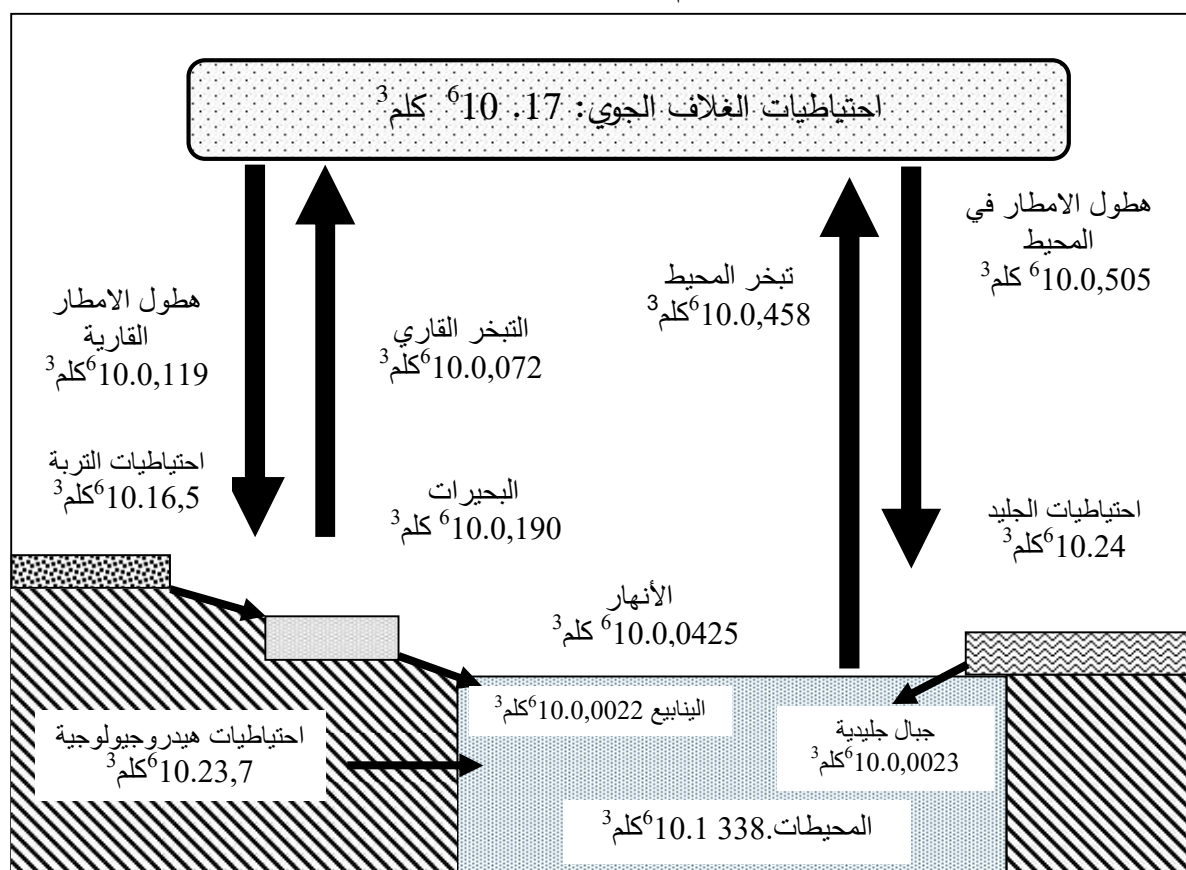 احتياطيات الغلاف الجوي: 17. 10⁶ كلم³
هطول الامطار في
المحيط
10.0,505⁶ كلم³
تبخر المحيط
10.0,458⁶كلم³
هطول الامطار
القارية
10.0,119⁶كلم³
التبخر القاري
10.0,072⁶كلم³
احتياطيات التربة
10.16,5⁶كلم³
البحيرات
10.0,190⁶ كلم³
احتياطيات الجليد
10.24⁶كلم³
الأنهار
10.0,0425⁶ كلم³
الينابيع 10.0,0022⁶كلم³
جبال جليدية
10.0,0023⁶كلم³
احتياطيات هيدروجيولوجية
10.23,7⁶كلم³
المحيطات.338 10.1⁶كلم³